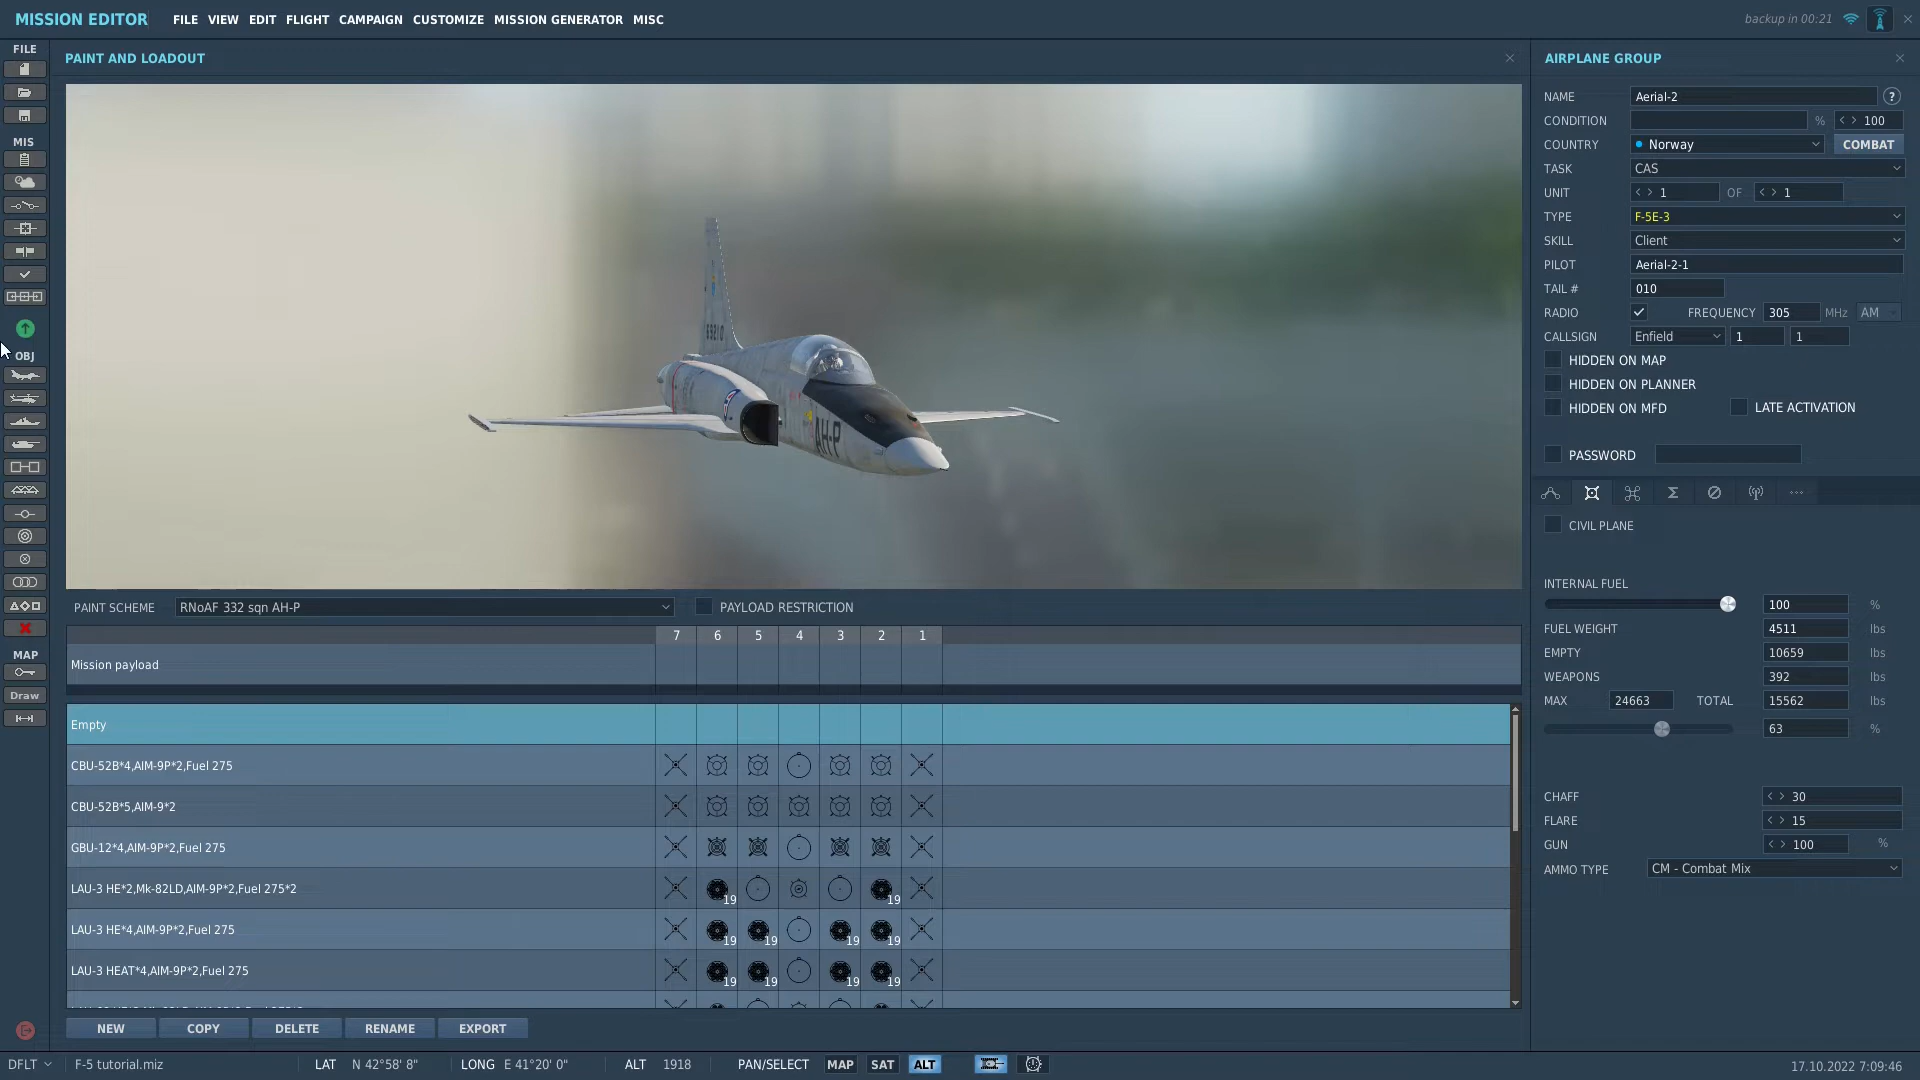 MISSION EDITOR FILE VIEW EDIT FLIGHT CAMPAIGN CUSTOMIZE MISSION GENERATOR MISC backup in 00:21
FILE
PAINT AND LOADOUT
AIRPLANE GROUP
NAME Aerial-2 ?
CONDITION % 100
COUNTRY Norway COMBAT
TASK CAS
UNIT 1 OF 1
TYPE F-5E-3
SKILL Client
PILOT Aerial-2-1
TAIL # 010
RADIO FREQUENCY 305 MHz AM
CALLSIGN Enfield 1 1
HIDDEN ON MAP
HIDDEN ON PLANNER
HIDDEN ON MFD LATE ACTIVATION
PASSWORD
CIVIL PLANE
INTERNAL FUEL
100 %
FUEL WEIGHT 4511 lbs
EMPTY 10659 lbs
WEAPONS 392 lbs
MAX 24663 TOTAL 15562 lbs
63 %
CHAFF 30
FLARE 15
GUN 100 %
AMMO TYPE CM - Combat Mix
MIS
OBJ
MAP
Draw
69210
AH-P
PAINT SCHEME RNoAF 332 sqn AH-P PAYLOAD RESTRICTION
7 6 5 4 3 2 1
Mission payload
Empty
CBU-52B*4,AIM-9P*2,Fuel 275
CBU-52B*5,AIM-9*2
GBU-12*4,AIM-9P*2,Fuel 275
LAU-3 HE*2,Mk-82LD,AIM-9P*2,Fuel 275*2 19 19
LAU-3 HE*4,AIM-9P*2,Fuel 275 19 19 19 19
LAU-3 HEAT*4,AIM-9P*2,Fuel 275 19 19 19 19
NEW COPY DELETE RENAME EXPORT
DFLT F-5 tutorial.miz LAT N 42°58' 8" LONG E 41°20' 0" ALT 1918 PAN/SELECT MAP SAT ALT 17.10.2022 7:09:46